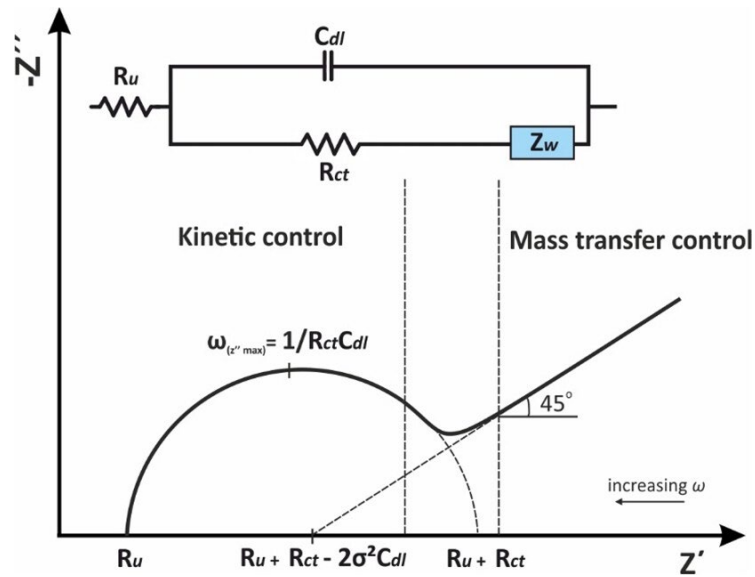 -Z′′
Cdl
Ru
Rct
Zw
Kinetic control
Mass transfer control
ω(z′′ max)= 1/RctCdl
45°
increasing ω
Ru
Ru + Rct - 2σ²Cdl
Ru + Rct
Z′